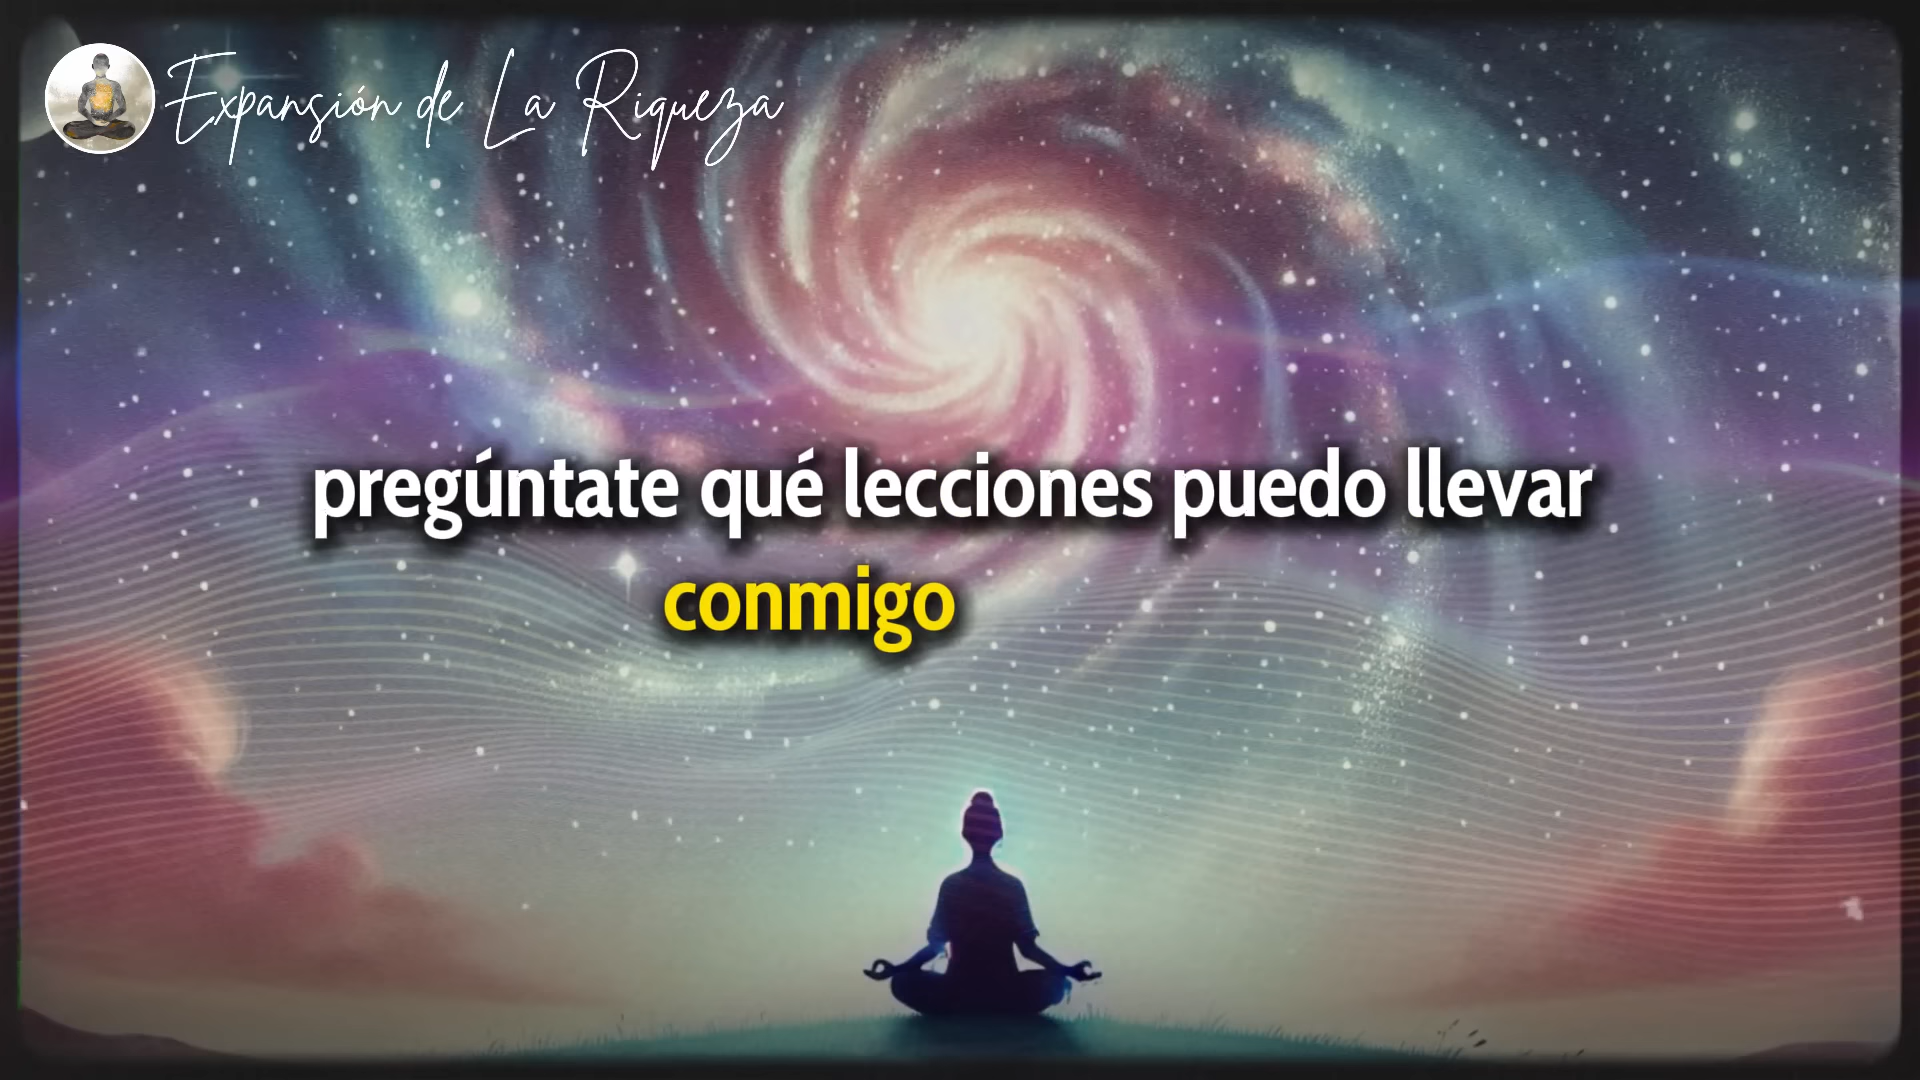 Expansión de La Riqueza
pregúntate qué lecciones puedo llevar
conmigo